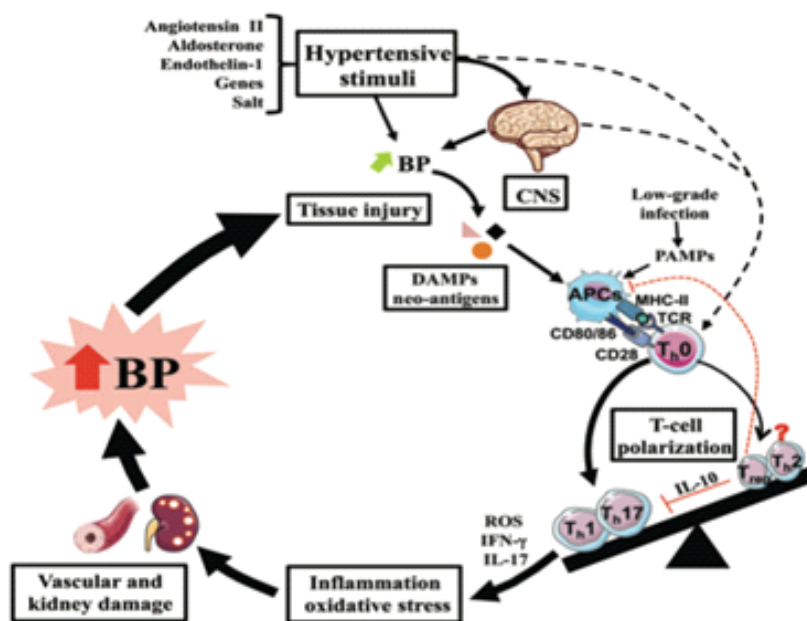 Angiotensin II
Aldosterone
Endothelin-1
Genes
Salt
Hypertensive
stimuli
BP
CNS
Tissue injury
Low-grade
infection
PAMPs
DAMPs
neo-antigens
APCs
MHC-II
TCR
CD80/86
CD28
Th0
T-cell
polarization
?
Treg
Th2
IL-10
Th1
Th17
ROS
IFN-γ
IL-17
BP
Vascular and
kidney damage
Inflammation
oxidative stress